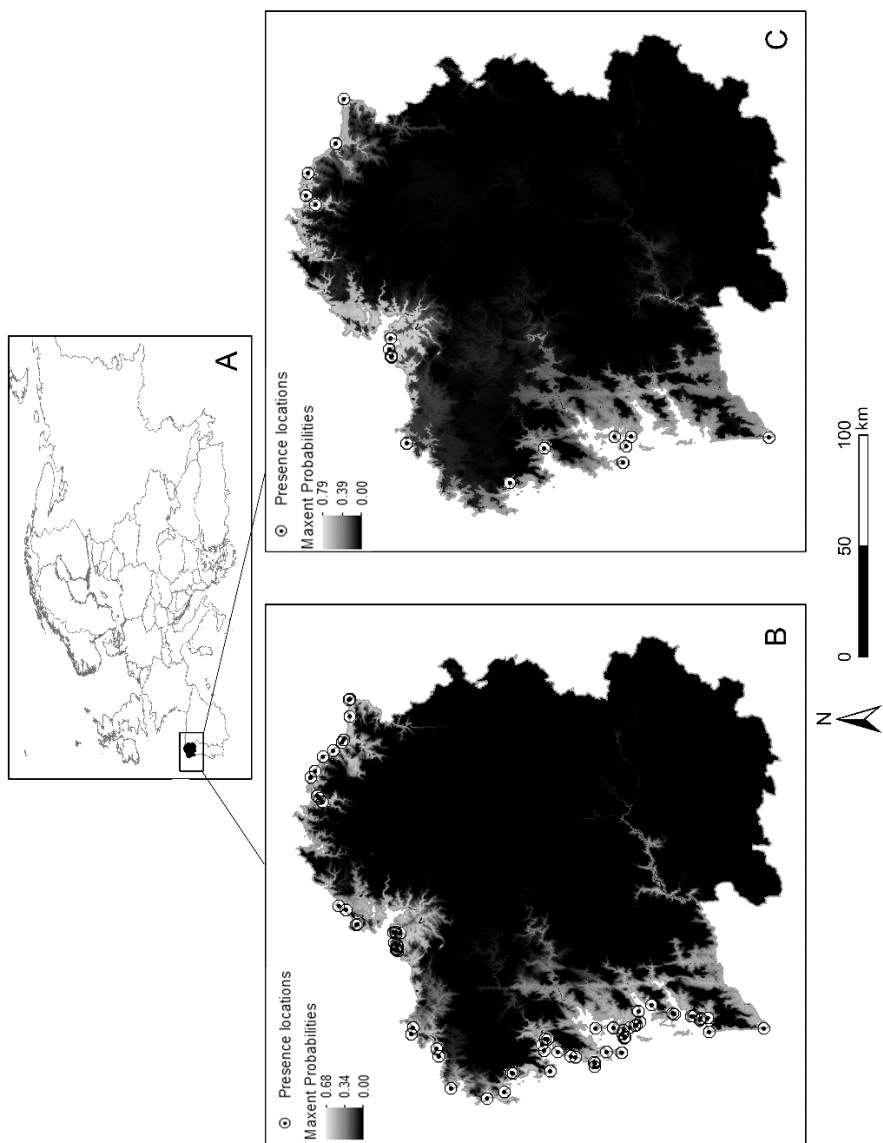 A
B
Presence locations
Maxent Probabilities
0.68
0.34
0.00
C
Presence locations
Maxent Probabilities
0.79
0.39
0.00
N
0
50
100
km